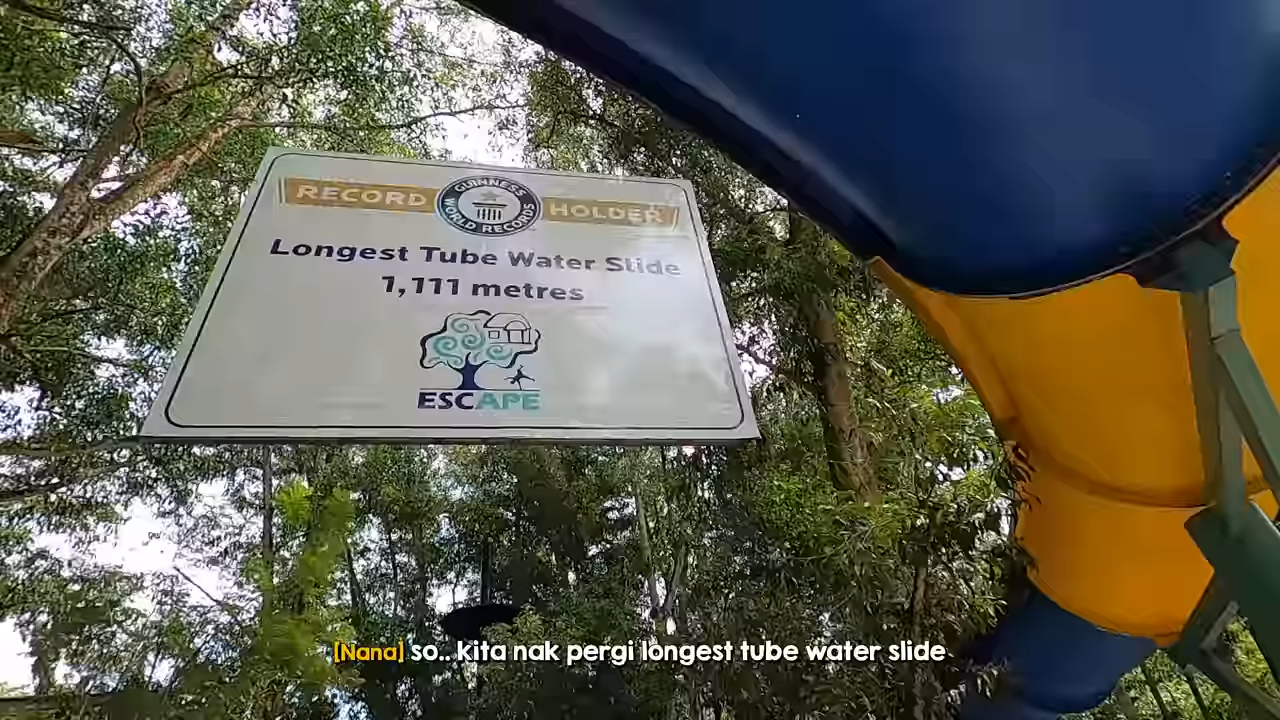 RECORD GUINNESS WORLD RECORDS HOLDER
Longest Tube Water Slide
1,111 metres
ESCAPE
[Nana] so.. kita nak pergi longest tube water slide